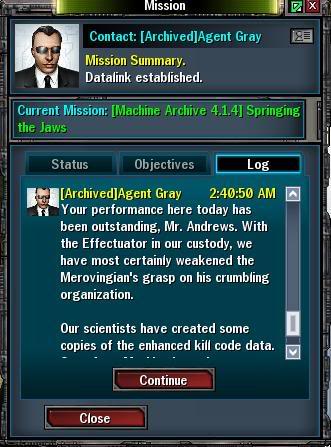 Mission
Contact: [Archived]Agent Gray
Mission Summary.
Datalink established.
Current Mission: [Machine Archive 4.1.4] Springing
the Jaws
Status
Objectives
Log
[Archived]Agent Gray 2:40:50 AM
Your performance here today has
been outstanding, Mr. Andrews. With
the Effectuator in our custody, we
have most certainly weakened the
Merovingian's grasp on his crumbling
organization.
Our scientists have created some
copies of the enhanced kill code data.
Continue
Close